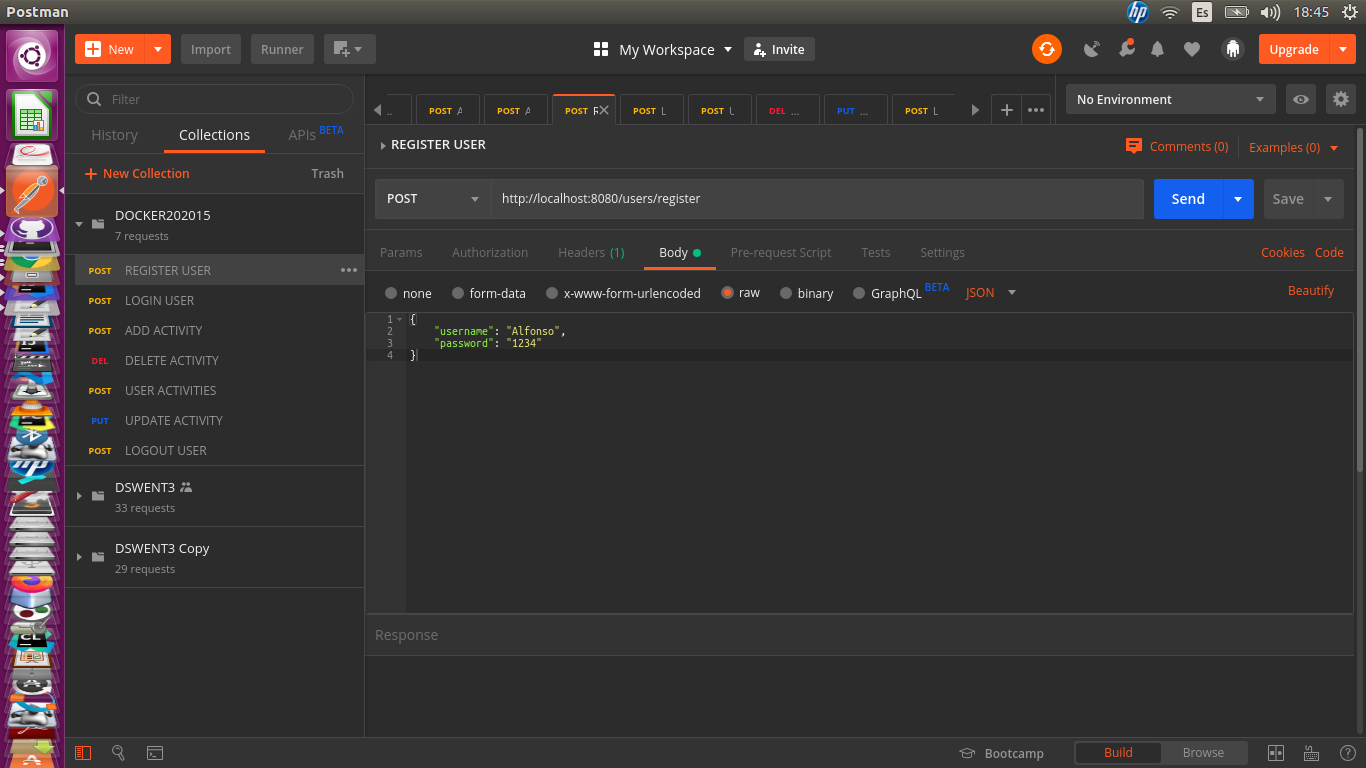 Postman
hp Es 18:45
New Import Runner My Workspace Invite Upgrade
Filter
History Collections APIs BETA
New Collection Trash
DOCKER202015
7 requests
POST REGISTER USER
POST LOGIN USER
POST ADD ACTIVITY
DEL DELETE ACTIVITY
POST USER ACTIVITIES
PUT UPDATE ACTIVITY
POST LOGOUT USER
DSWENT3
33 requests
DSWENT3 Copy
29 requests
.. POST A POST A POST R POST L POST U DEL ... PUT ... POST L
No Environment
REGISTER USER Comments (0) Examples (0)
POST http://localhost:8080/users/register Send Save
Params Authorization Headers (1) Body Pre-request Script Tests Settings Cookies Code
none form-data x-www-form-urlencoded raw binary GraphQL BETA JSON Beautify
1 {
2 "username": "Alfonso",
3 "password": "1234"
4 }
Response
Bootcamp Build Browse